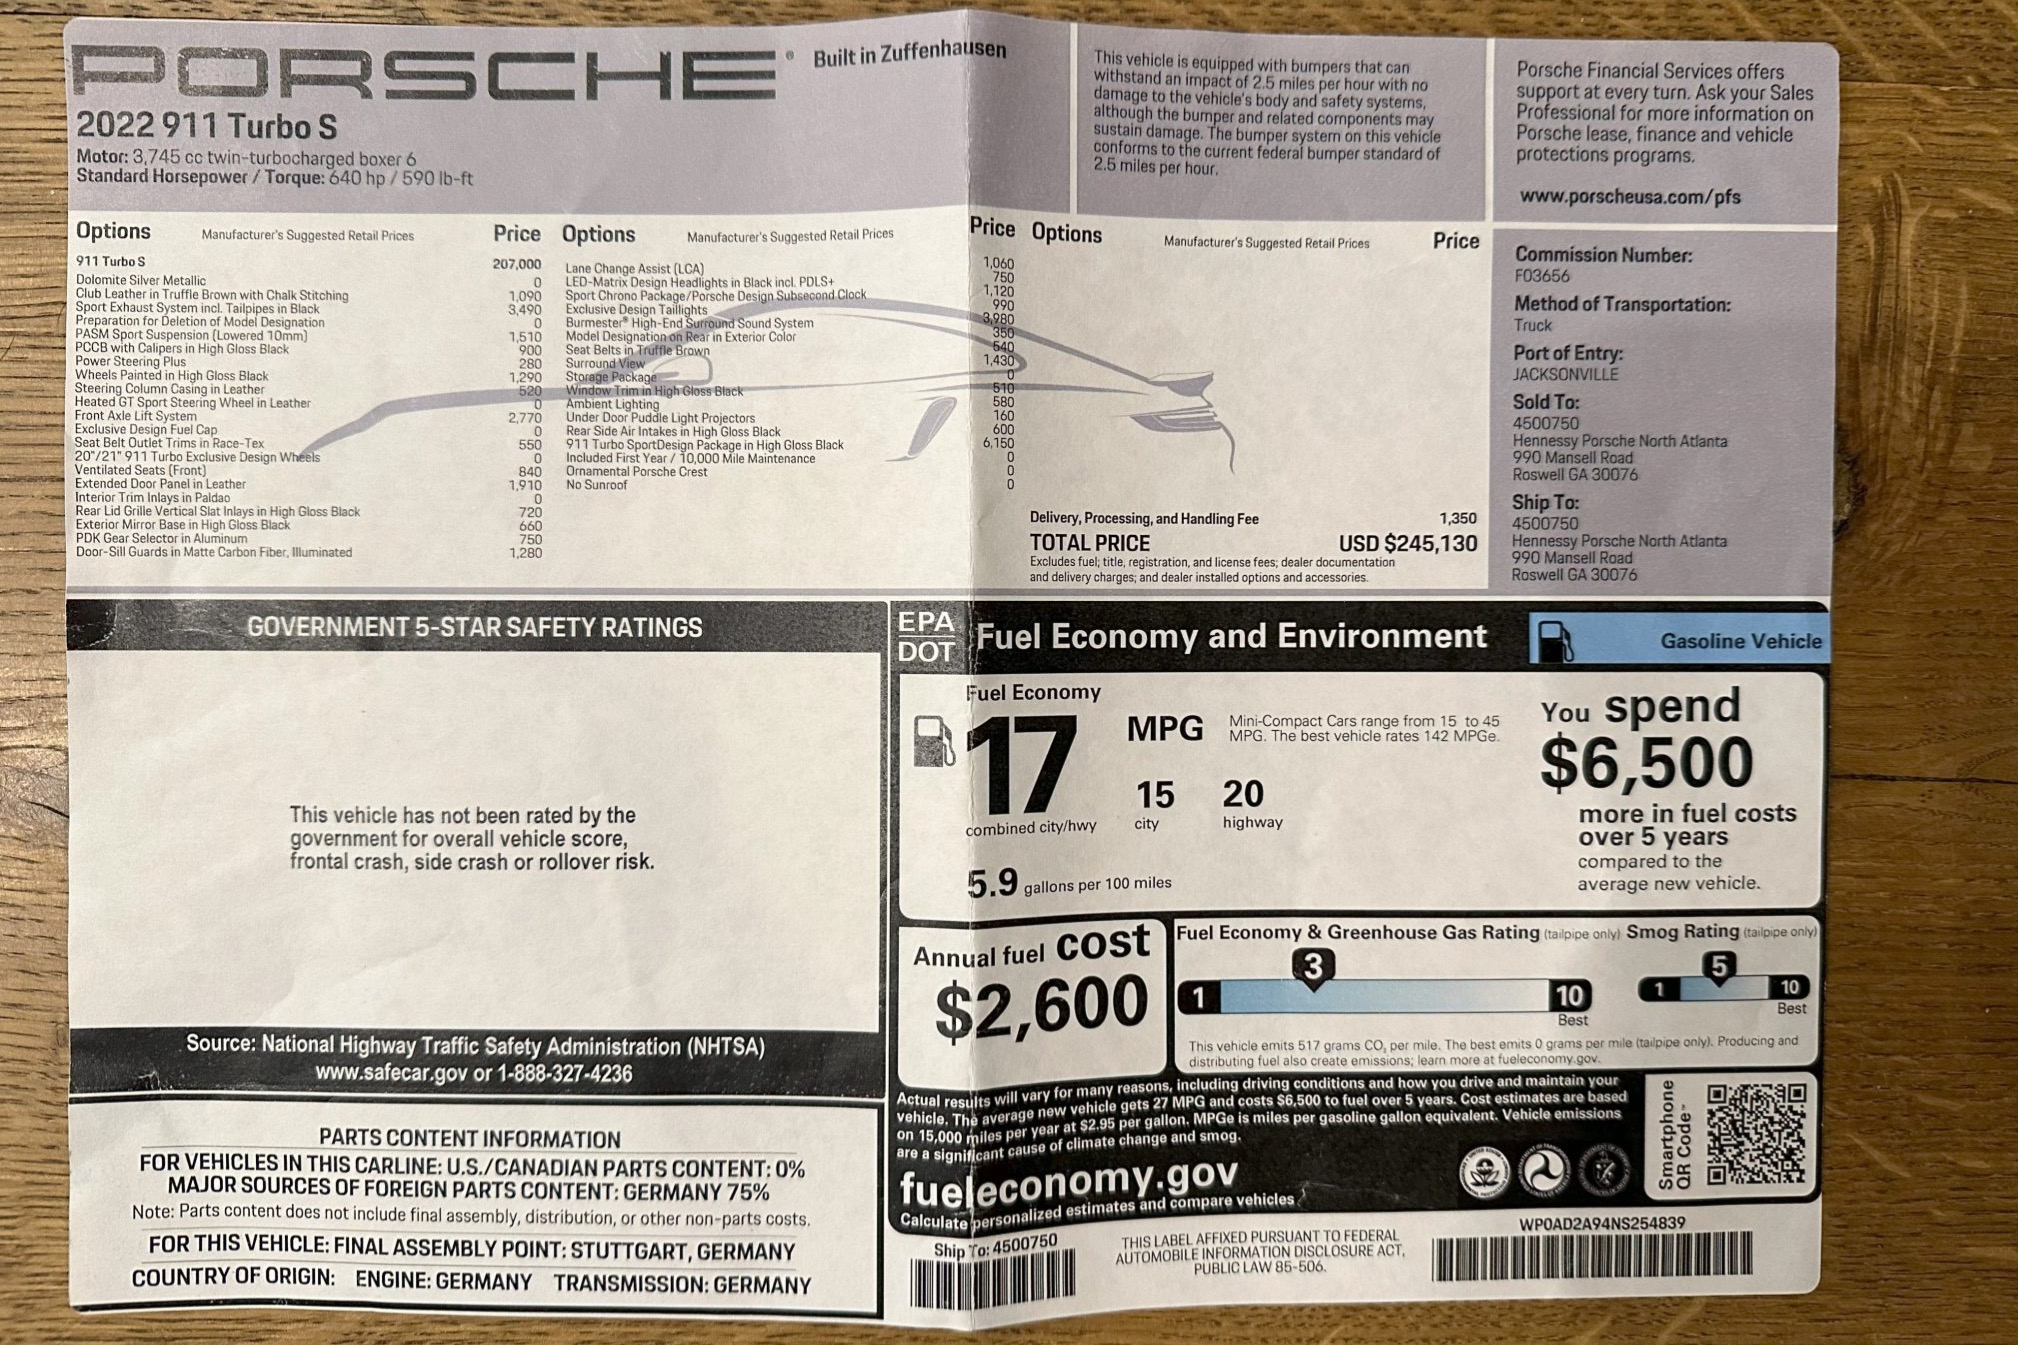 PORSCHE® Built in Zuffenhausen
2022 911 Turbo S
Motor: 3,745 cc twin-turbocharged boxer 6
Standard Horsepower / Torque: 640 hp / 590 lb-ft
This vehicle is equipped with bumpers that can
withstand an impact of 2.5 miles per hour with no
damage to the vehicle's body and safety systems,
although the bumper and related components may
sustain damage. The bumper system on this vehicle
conforms to the current federal bumper standard of
2.5 miles per hour.
Porsche Financial Services offers
support at every turn. Ask your Sales
Professional for more information on
Porsche lease, finance and vehicle
protections programs.
www.porscheusa.com/pfs
Options Manufacturer's Suggested Retail Prices Price
911 Turbo S 207,000
Dolomite Silver Metallic 0
Club Leather in Truffle Brown with Chalk Stitching 1,090
Sport Exhaust System incl. Tailpipes in Black 3,490
Preparation for Deletion of Model Designation 0
PASM Sport Suspension (Lowered 10mm) 1,510
PCCB with Calipers in High Gloss Black 900
Power Steering Plus 280
Wheels Painted in High Gloss Black 1,290
Steering Column Casing in Leather 520
Heated GT Sport Steering Wheel in Leather 0
Front Axle Lift System 2,770
Exclusive Design Fuel Cap 0
Seat Belt Outlet Trims in Race-Tex 550
20"/21" 911 Turbo Exclusive Design Wheels 0
Ventilated Seats (Front) 840
Extended Door Panel in Leather 1,910
Interior Trim Inlays in Paldao 0
Rear Lid Grille Vertical Slat Inlays in High Gloss Black 720
Exterior Mirror Base in High Gloss Black 660
PDK Gear Selector in Aluminum 750
Door-Sill Guards in Matte Carbon Fiber, Illuminated 1,280
Options Manufacturer's Suggested Retail Prices Price
Lane Change Assist (LCA) 1,060
LED-Matrix Design Headlights in Black incl. PDLS+ 750
Sport Chrono Package/Porsche Design Subsecond Clock 1,120
Exclusive Design Taillights 990
Burmester® High-End Surround Sound System 3,980
Model Designation on Rear in Exterior Color 350
Seat Belts in Truffle Brown 540
Surround View 1,430
Storage Package 0
Window Trim in High Gloss Black 510
Ambient Lighting 580
Under Door Puddle Light Projectors 160
Rear Side Air Intakes in High Gloss Black 600
911 Turbo SportDesign Package in High Gloss Black 6,150
Included First Year / 10,000 Mile Maintenance 0
Ornamental Porsche Crest 0
No Sunroof 0
Options Manufacturer's Suggested Retail Prices Price
Delivery, Processing, and Handling Fee 1,350
TOTAL PRICE USD $245,130
Excludes fuel; title, registration, and license fees; dealer documentation
and delivery charges; and dealer installed options and accessories.
Commission Number:
F03656
Method of Transportation:
Truck
Port of Entry:
JACKSONVILLE
Sold To:
4500750
Hennessy Porsche North Atlanta
990 Mansell Road
Roswell GA 30076
Ship To:
4500750
Hennessy Porsche North Atlanta
990 Mansell Road
Roswell GA 30076
GOVERNMENT 5-STAR SAFETY RATINGS
This vehicle has not been rated by the
government for overall vehicle score,
frontal crash, side crash or rollover risk.
Source: National Highway Traffic Safety Administration (NHTSA)
www.safecar.gov or 1-888-327-4236
PARTS CONTENT INFORMATION
FOR VEHICLES IN THIS CARLINE: U.S./CANADIAN PARTS CONTENT: 0%
MAJOR SOURCES OF FOREIGN PARTS CONTENT: GERMANY 75%
Note: Parts content does not include final assembly, distribution, or other non-parts costs.
FOR THIS VEHICLE: FINAL ASSEMBLY POINT: STUTTGART, GERMANY
COUNTRY OF ORIGIN: ENGINE: GERMANY TRANSMISSION: GERMANY
EPA
DOT
Fuel Economy and Environment
Gasoline Vehicle
Fuel Economy
17 MPG
combined city/hwy
15 city
20 highway
Mini-Compact Cars range from 15 to 45
MPG. The best vehicle rates 142 MPGe.
5.9 gallons per 100 miles
You spend
$6,500
more in fuel costs
over 5 years
compared to the
average new vehicle.
Annual fuel cost
$2,600
Fuel Economy & Greenhouse Gas Rating (tailpipe only)
3
1 10
Best
Smog Rating (tailpipe only)
5
1 10
Best
This vehicle emits 517 grams CO₂ per mile. The best emits 0 grams per mile (tailpipe only). Producing and
distributing fuel also create emissions; learn more at fueleconomy.gov.
Actual results will vary for many reasons, including driving conditions and how you drive and maintain your
vehicle. The average new vehicle gets 27 MPG and costs $6,500 to fuel over 5 years. Cost estimates are based
on 15,000 miles per year at $2.95 per gallon. MPGe is miles per gasoline gallon equivalent. Vehicle emissions
are a significant cause of climate change and smog.
fueleconomy.gov
Calculate personalized estimates and compare vehicles
Smartphone
QR Code™
Ship To: 4500750
THIS LABEL AFFIXED PURSUANT TO FEDERAL
AUTOMOBILE INFORMATION DISCLOSURE ACT,
PUBLIC LAW 85-506.
WP0AD2A94NS254839